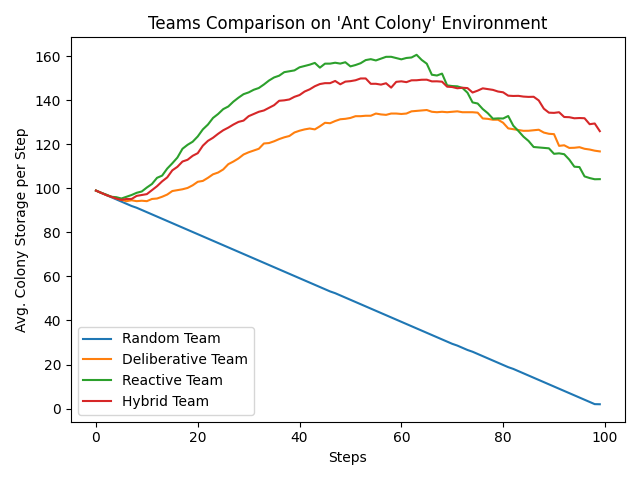 Teams Comparison on 'Ant Colony' Environment
Avg. Colony Storage per Step
160
140
120
100
80
60
40
20
0
Random Team
Deliberative Team
Reactive Team
Hybrid Team
0 20 40 60 80 100
Steps